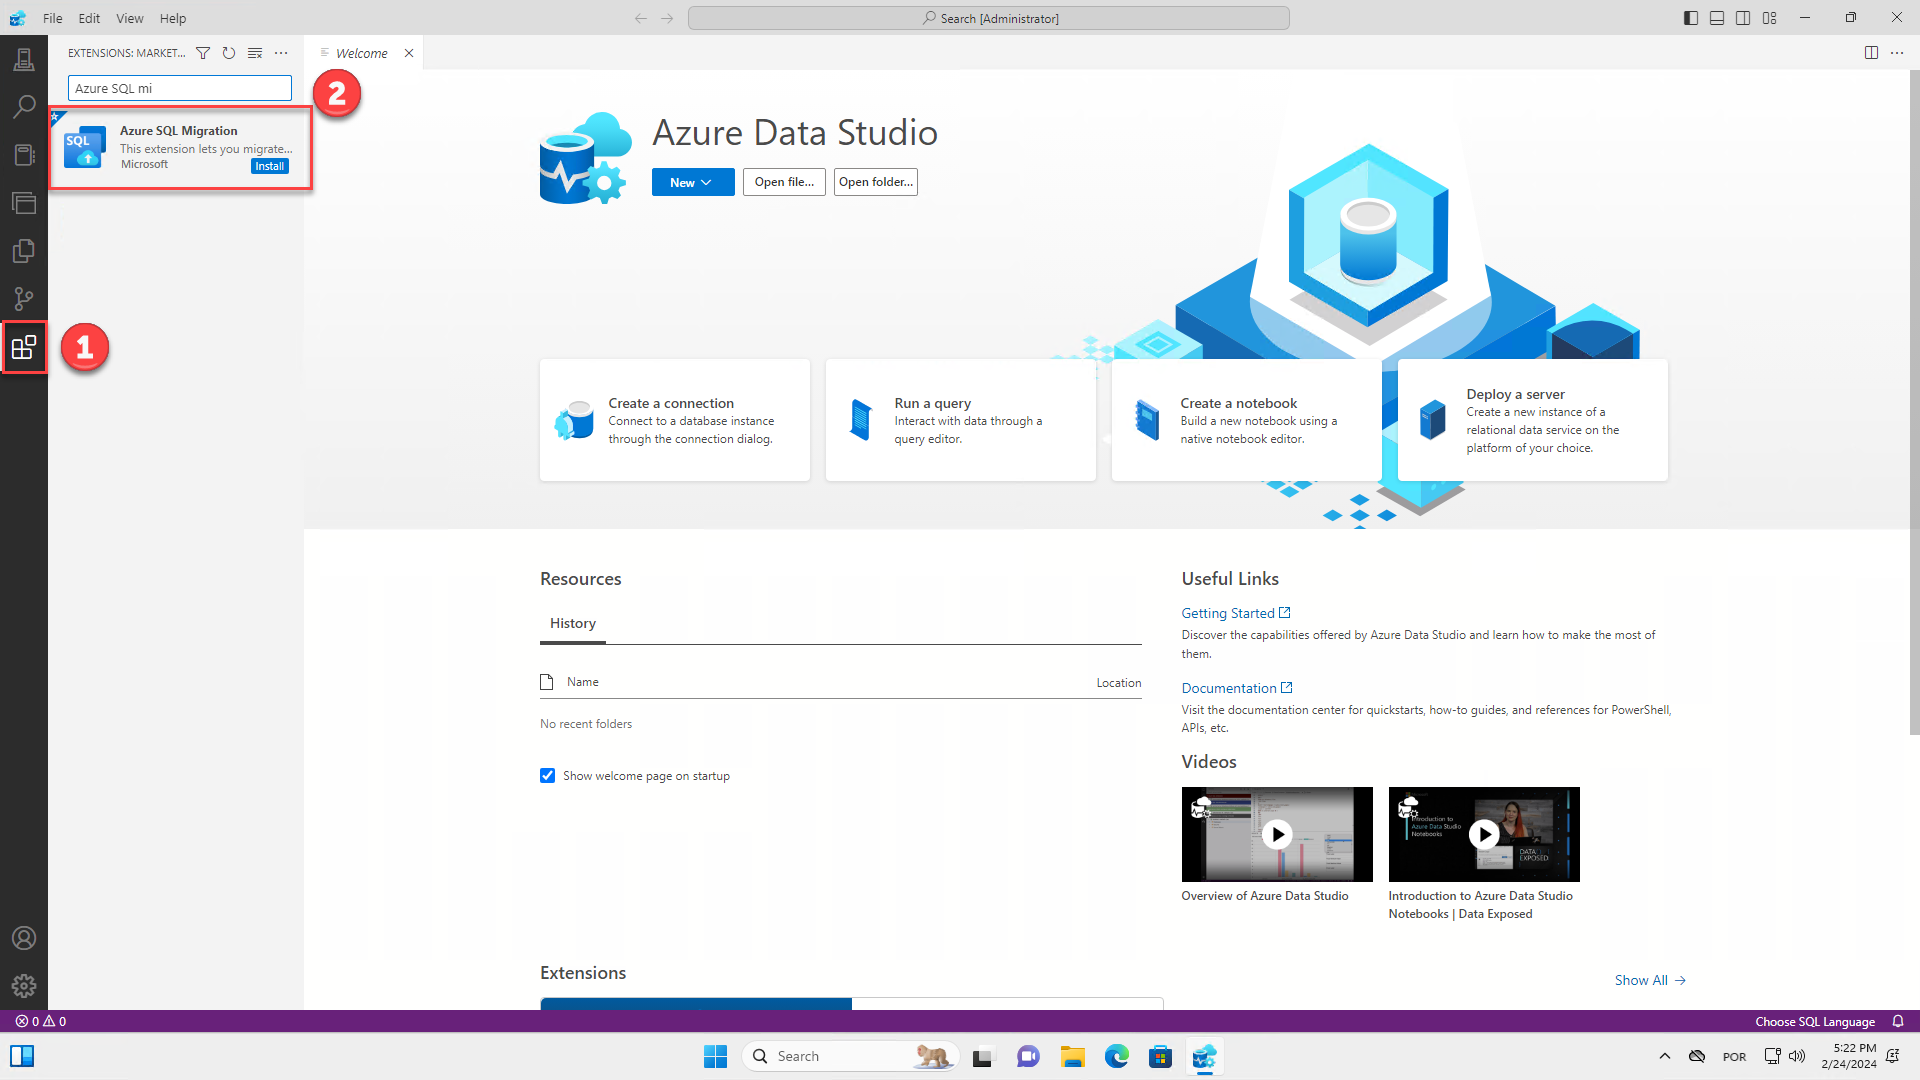 File Edit View Help
Search [Administrator]
EXTENSIONS: MARKET...
Welcome
Azure SQL mi
2
SQL
Azure SQL Migration
This extension lets you migrate...
Microsoft
Install
1
Azure Data Studio
New
Open file...
Open folder...
Create a connection
Connect to a database instance
through the connection dialog.
Run a query
Interact with data through a
query editor.
Create a notebook
Build a new notebook using a
native notebook editor.
Deploy a server
Create a new instance of a
relational data service on the
platform of your choice.
Resources
History
Name Location
No recent folders
Show welcome page on startup
Useful Links
Getting Started
Discover the capabilities offered by Azure Data Studio and learn how to make the most of
them.
Documentation
Visit the documentation center for quickstarts, how-to guides, and references for PowerShell,
APIs, etc.
Videos
Introduction to
Azure Data Studio
Notebooks
DATA
EXPOSED
Overview of Azure Data Studio
Introduction to Azure Data Studio
Notebooks | Data Exposed
Extensions
Show All
0 0
Choose SQL Language
Search
POR
5:22 PM
2/24/2024